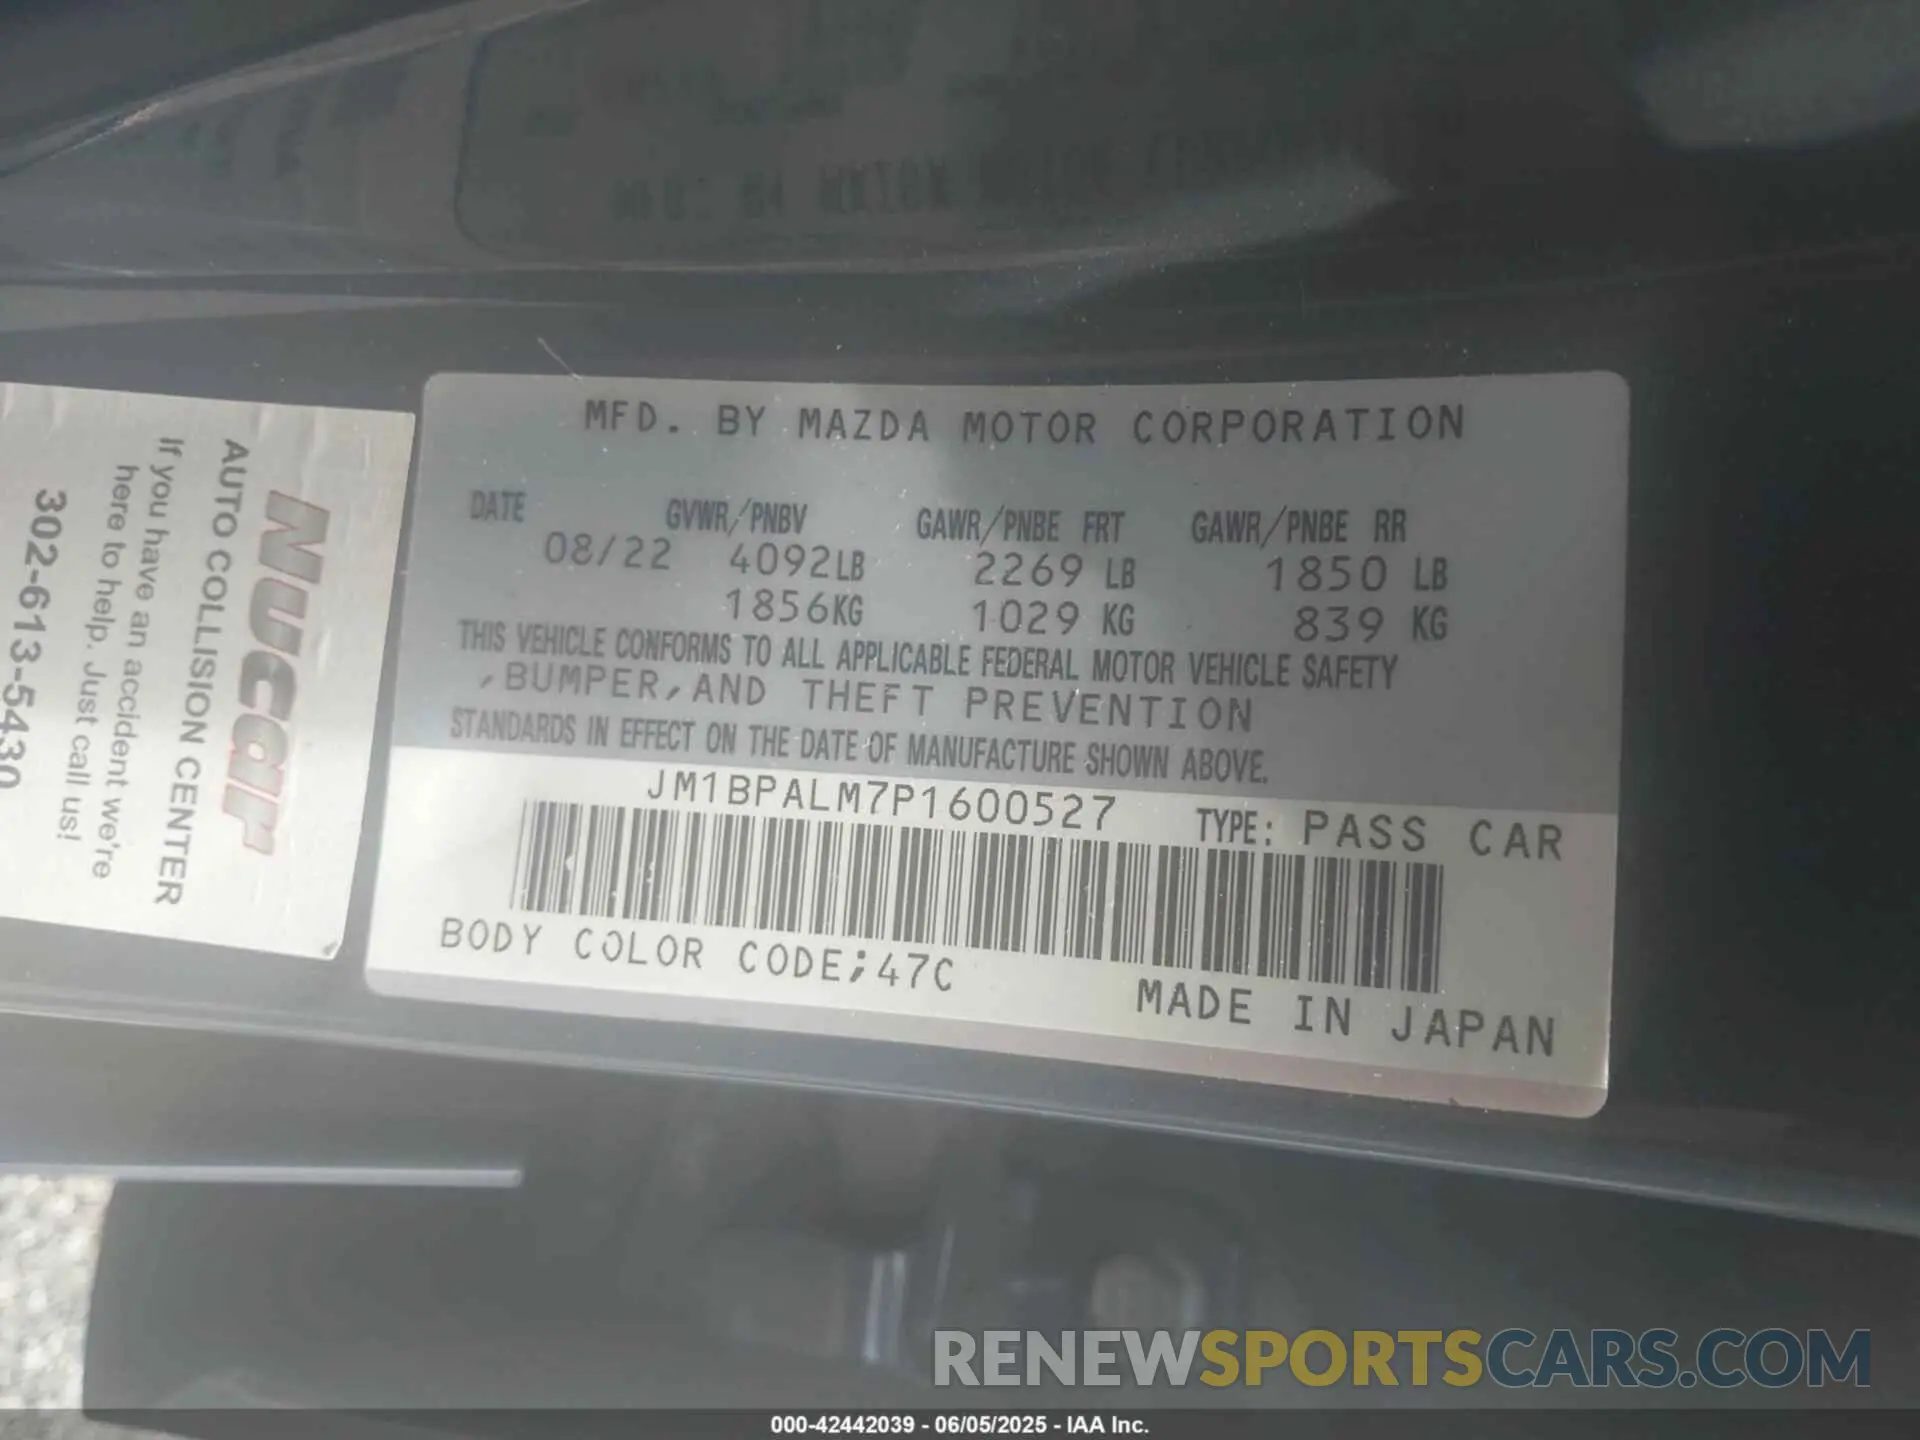 MFD. BY MAZDA MOTOR CORPORATION
DATE GVWR/PNBV GAWR/PNBE FRT GAWR/PNBE RR
08/22 4092LB 2269 LB 1850 LB
1856KG 1029 KG 839 KG
THIS VEHICLE CONFORMS TO ALL APPLICABLE FEDERAL MOTOR VEHICLE SAFETY
,BUMPER,AND THEFT PREVENTION
STANDARDS IN EFFECT ON THE DATE OF MANUFACTURE SHOWN ABOVE.
JM1BPALM7P1600527 TYPE: PASS CAR
BODY COLOR CODE;47C
MADE IN JAPAN
Nucar
AUTO COLLISION CENTER
If you have an accident we're
here to help. Just call us!
302-613-5430
RENEWSPORTSCARS.COM
000-42442039 - 06/05/2025 - IAA Inc.